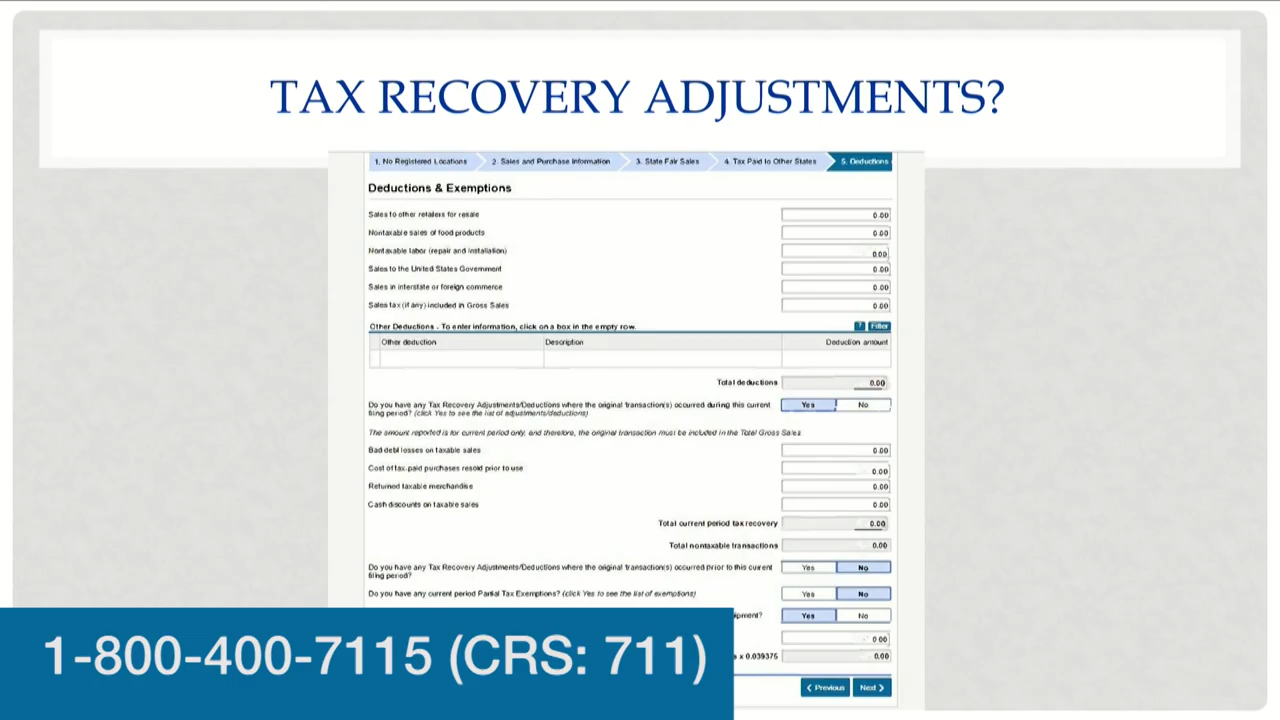 TAX RECOVERY ADJUSTMENTS?
1. No Registered Locations 2. Sales and Purchase Information 3. State Fair Sales 4. Tax Paid to Other States 5. Deductions
Deductions & Exemptions
Sales to other retailers for resale 0.00
Nontaxable sales of food products 0.00
Nontaxable labor (repair and installation) 0.00
Sales to the United States Government 0.00
Sales in interstate or foreign commerce 0.00
Sales tax (if any) included in Gross Sales 0.00
Other Deductions . To enter information, click on a box in the empty row. ? Filter
Other deduction Description Deduction amount
Total deductions 0.00
Do you have any Tax Recovery Adjustments/Deductions where the original transaction(s) occurred during this current Yes No
filing period? (click Yes to see the list of adjustments/deductions)
The amount reported is for current period only, and therefore, the original transaction must be included in the Total Gross Sales.
Bad debt losses on taxable sales 0.00
Cost of tax-paid purchases resold prior to use 0.00
Returned taxable merchandise 0.00
Cash discounts on taxable sales 0.00
Total current period tax recovery 0.00
Total nontaxable transactions 0.00
Do you have any Tax Recovery Adjustments/Deductions where the original transaction(s) occurred prior to this current Yes No
filing period?
Do you have any current period Partial Tax Exemptions? (click Yes to see the list of exemptions) Yes No
ipment? Yes No
0.00
x 0.039375 0.00
Previous Next
1-800-400-7115 (CRS: 711)